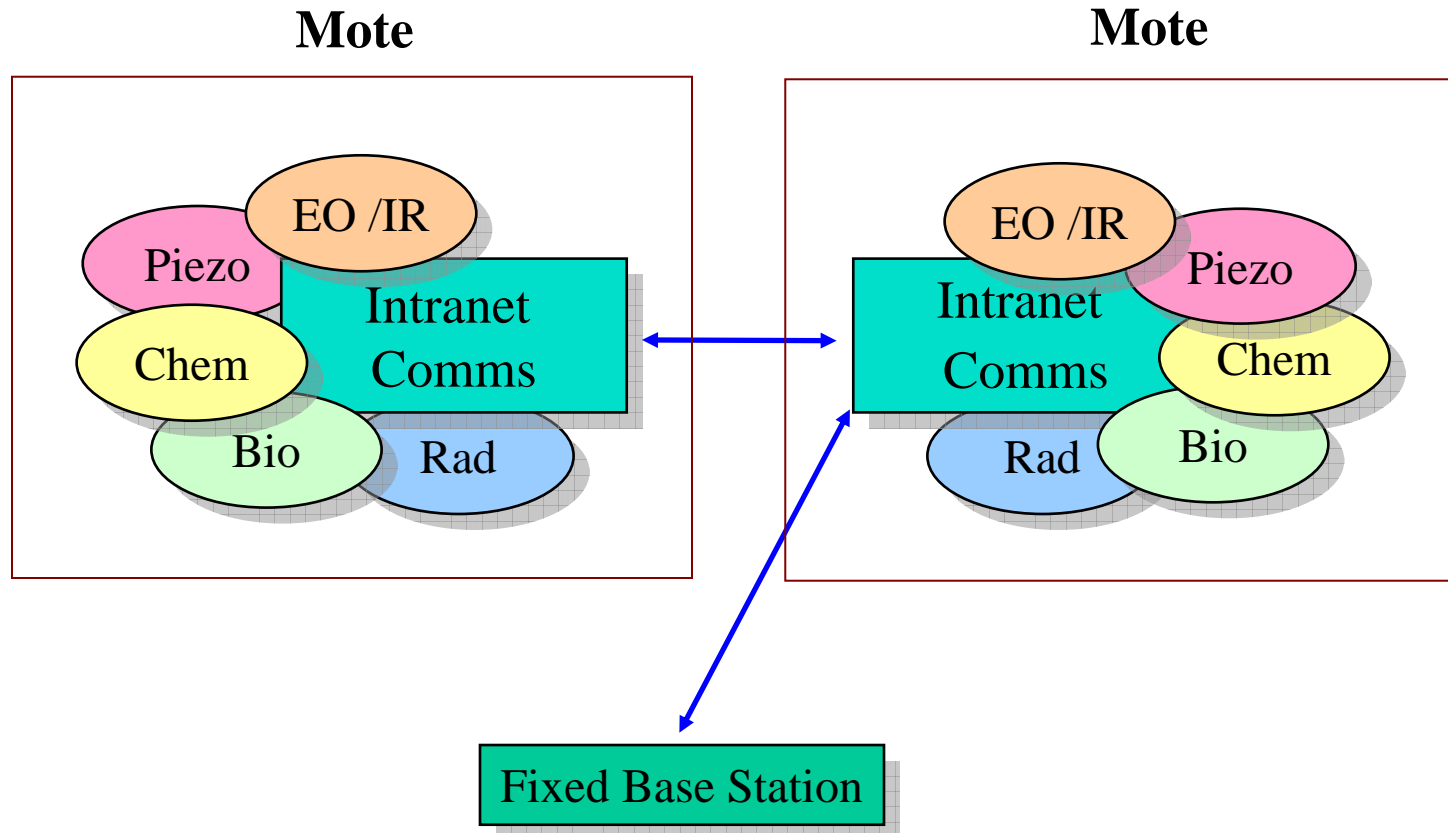 Mote
EO /IR
Piezo
Intranet
Comms
Chem
Bio
Rad
Mote
EO /IR
Piezo
Intranet
Comms
Chem
Rad
Bio
Fixed Base Station